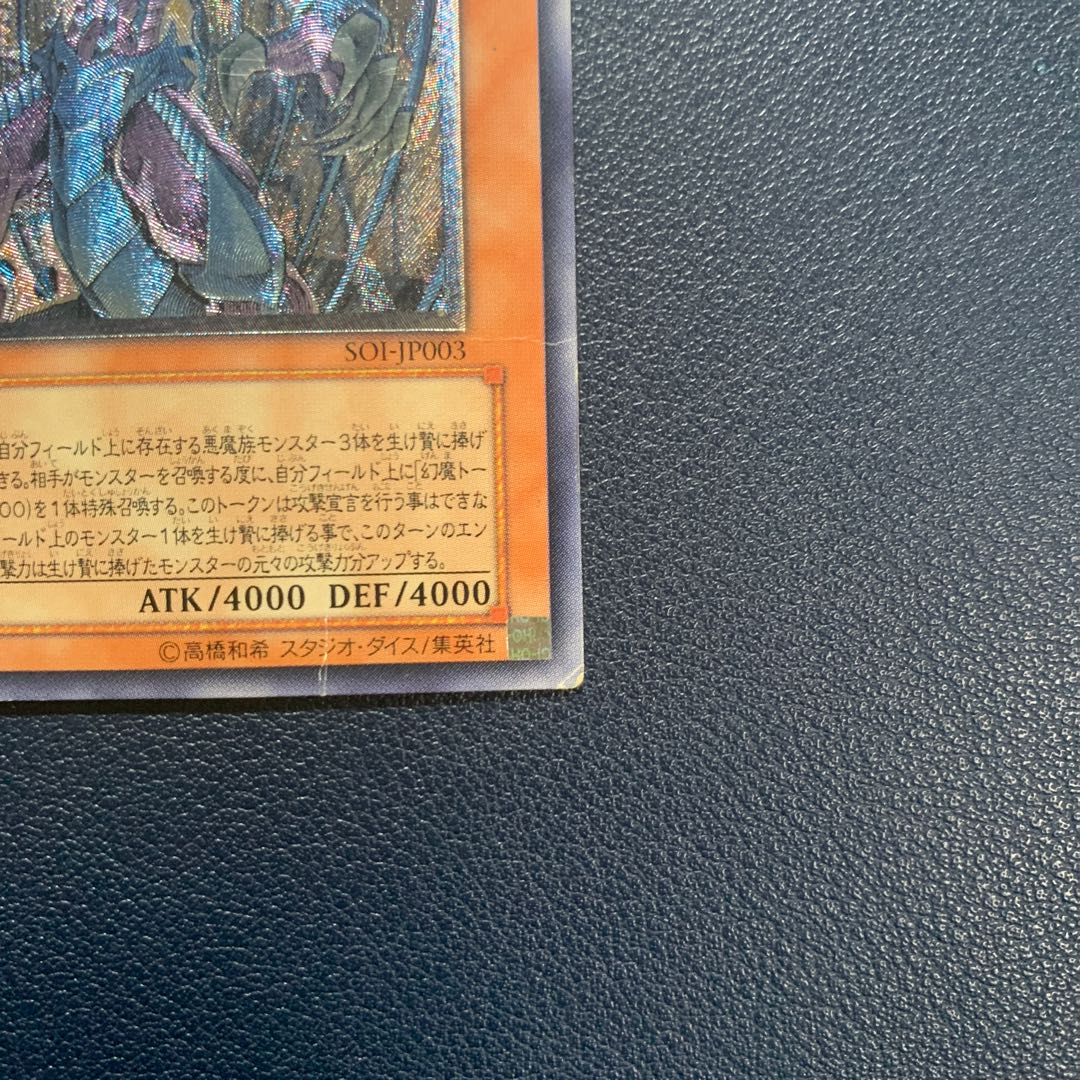 SOI-JP003
自分フィールド上に存在する悪魔族モンスター3体を生け贄に捧げ
きる。相手がモンスターを召喚する度に、自分フィールド上に「幻魔トー
OO)を1体特殊召喚する。このトークンは攻撃宣言を行う事はできな
ールド上のモンスター1体を生け贄に捧げる事で、このターンのエン
撃力は生け贄に捧げたモンスターの元々の攻撃力分アップする。
ATK/4000 DEF/4000
©高橋和希 スタジオ・ダイス/集英社